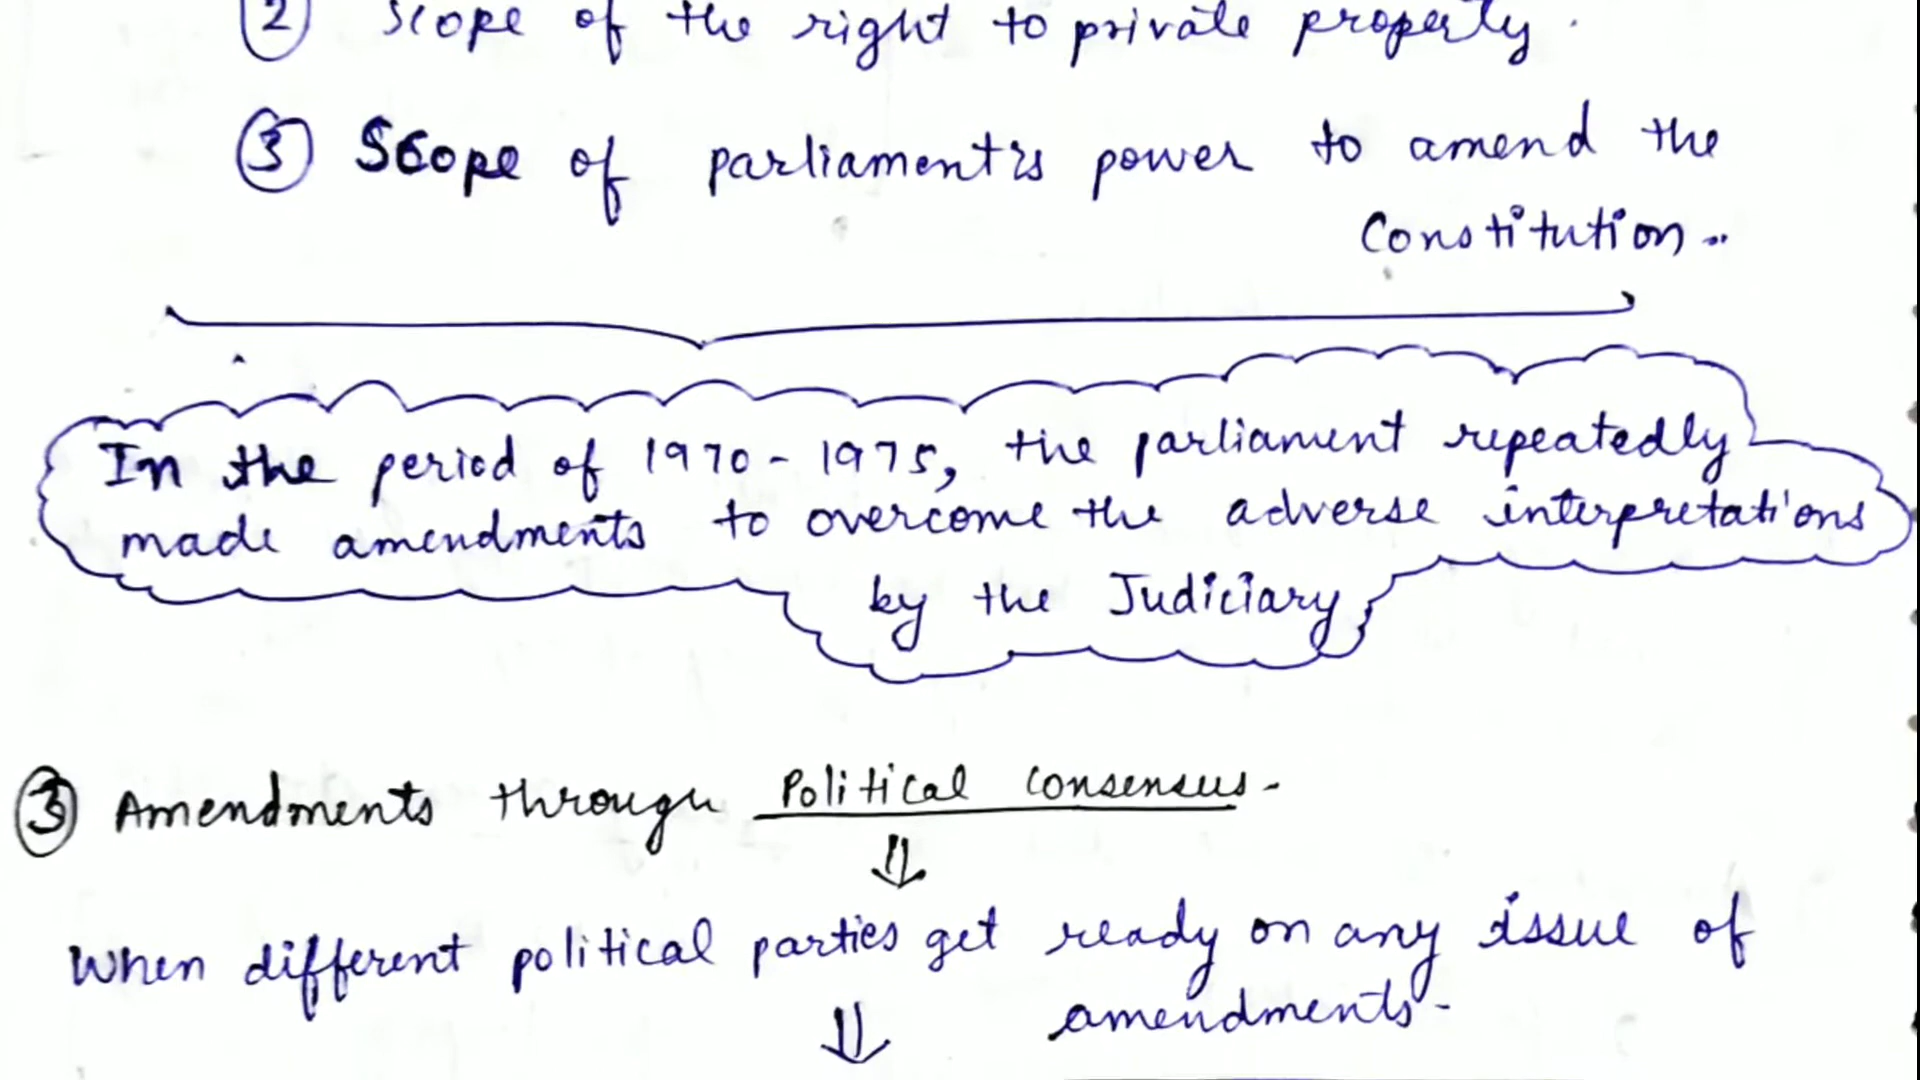 ② Scope of the right to private property.
③ Scope of parliament's power to amend the
Constitution..
In the period of 1970-1975, the parliament repeatedly
made amendments to overcome the adverse interpretations
by the Judiciary
③ Amendments through Political consensus-
⇓
When different political parties get ready on any issue of
amendments-
⇓